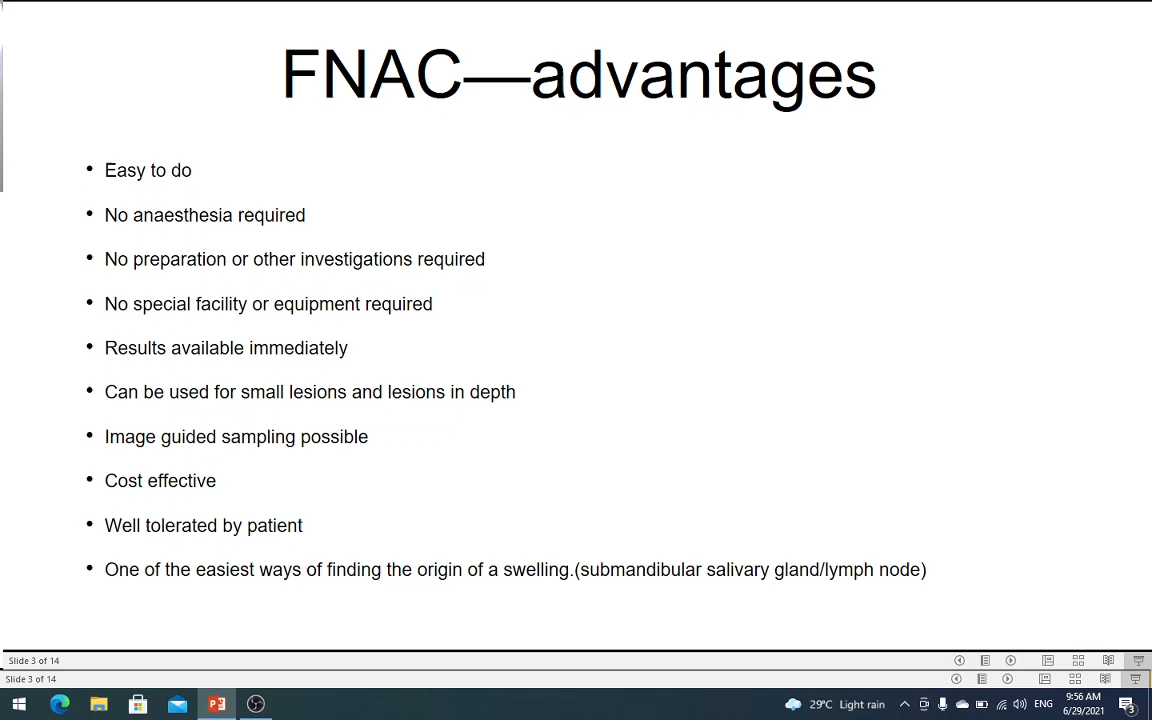 FNAC—advantages
• Easy to do
• No anaesthesia required
• No preparation or other investigations required
• No special facility or equipment required
• Results available immediately
• Can be used for small lesions and lesions in depth
• Image guided sampling possible
• Cost effective
• Well tolerated by patient
• One of the easiest ways of finding the origin of a swelling.(submandibular salivary gland/lymph node)
Slide 3 of 14
Slide 3 of 14
29°C Light rain
ENG
9:56 AM
6/29/2021
3